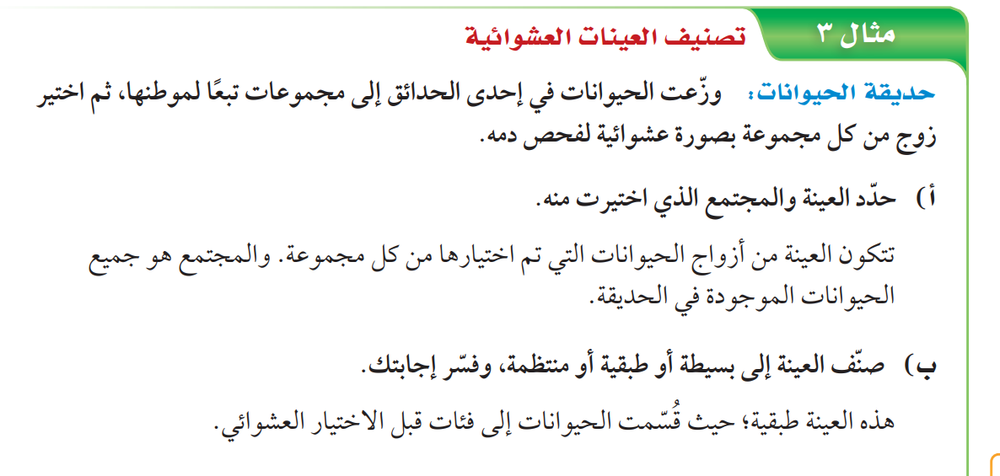 مثال ٣ تصنيف العينات العشوائية
حديقة الحيوانات: وزّعت الحيوانات في إحدى الحدائق إلى مجموعات تبعًا لموطنها، ثم اختير
زوج من كل مجموعة بصورة عشوائية لفحص دمه.
أ) حدّد العينة والمجتمع الذي اختيرت منه.
تتكون العينة من أزواج الحيوانات التي تم اختيارها من كل مجموعة. والمجتمع هو جميع
الحيوانات الموجودة في الحديقة.
ب) صنّف العينة إلى بسيطة أو طبقية أو منتظمة، وفسّر إجابتك.
هذه العينة طبقية؛ حيث قُسّمت الحيوانات إلى فئات قبل الاختيار العشوائي.